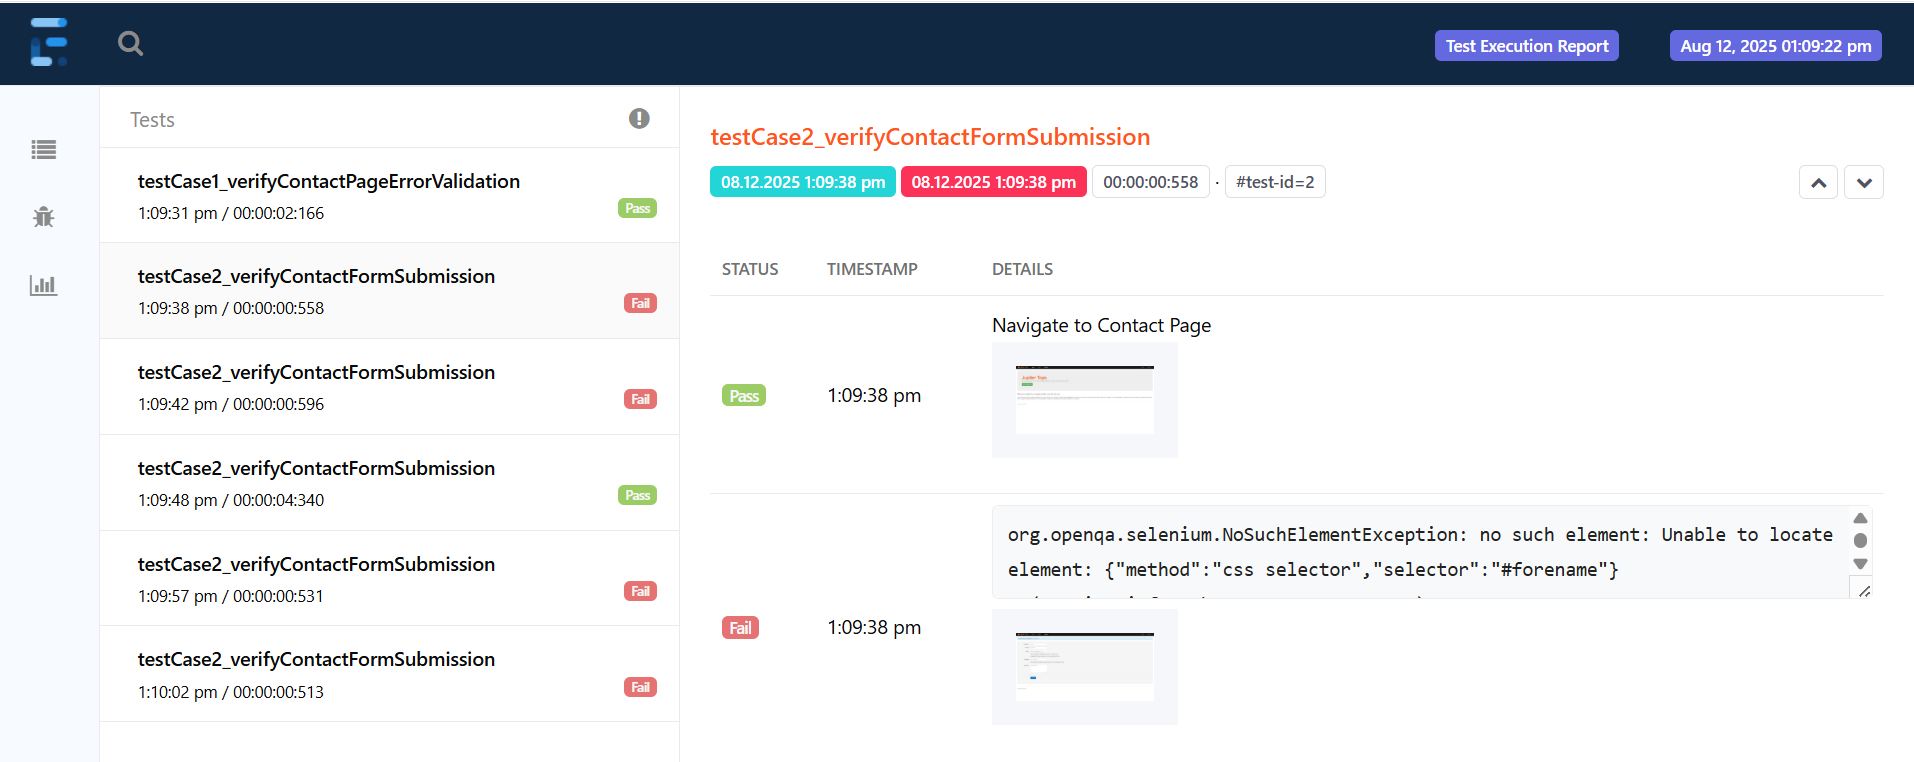 Test Execution Report
Aug 12, 2025 01:09:22 pm
Tests
testCase1_verifyContactPageErrorValidation
1:09:31 pm / 00:00:02:166
Pass
testCase2_verifyContactFormSubmission
1:09:38 pm / 00:00:00:558
Fail
testCase2_verifyContactFormSubmission
1:09:42 pm / 00:00:00:596
Fail
testCase2_verifyContactFormSubmission
1:09:48 pm / 00:00:04:340
Pass
testCase2_verifyContactFormSubmission
1:09:57 pm / 00:00:00:531
Fail
testCase2_verifyContactFormSubmission
1:10:02 pm / 00:00:00:513
Fail
testCase2_verifyContactFormSubmission
08.12.2025 1:09:38 pm 08.12.2025 1:09:38 pm 00:00:00:558 · #test-id=2
STATUS TIMESTAMP DETAILS
Navigate to Contact Page
Pass 1:09:38 pm
org.openqa.selenium.NoSuchElementException: no such element: Unable to locate
element: {"method":"css selector","selector":"#forename"}
Fail 1:09:38 pm